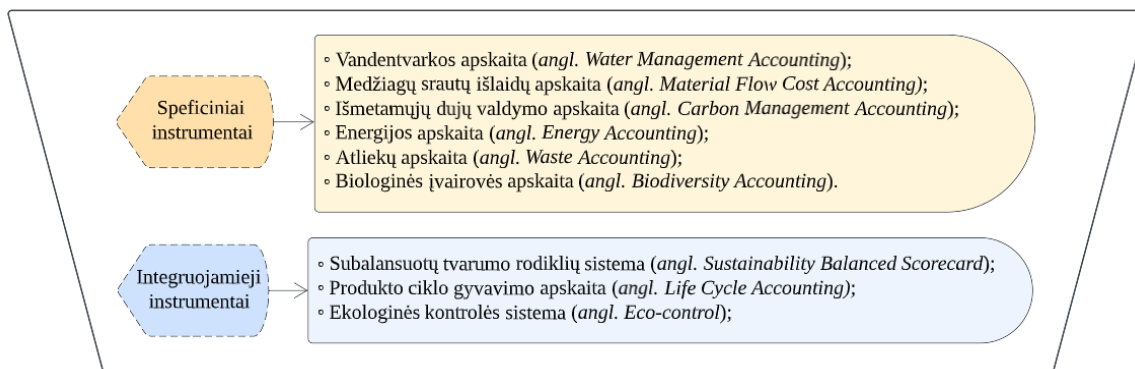 Speficiniai
instrumentai
◦ Vandentvarkos apskaita (angl. Water Management Accounting);
◦ Medžiagų srautų išlaidų apskaita (angl. Material Flow Cost Accounting);
◦ Išmetamųjų dujų valdymo apskaita (angl. Carbon Management Accounting);
◦ Energijos apskaita (angl. Energy Accounting);
◦ Atliekų apskaita (angl. Waste Accounting);
◦ Biologinės įvairovės apskaita (angl. Biodiversity Accounting).
Integruojamieji
instrumentai
◦ Subalansuotų tvarumo rodiklių sistema (angl. Sustainability Balanced Scorecard);
◦ Produkto ciklo gyvavimo apskaita (angl. Life Cycle Accounting);
◦ Ekologinės kontrolės sistema (angl. Eco-control);